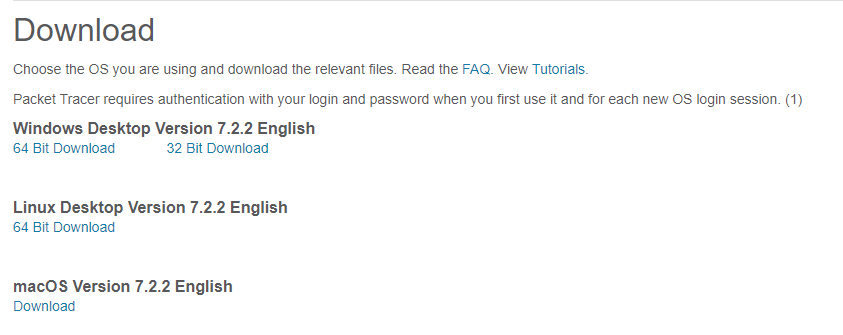 Download
Choose the OS you are using and download the relevant files. Read the FAQ. View Tutorials.
Packet Tracer requires authentication with your login and password when you first use it and for each new OS login session. (1)
Windows Desktop Version 7.2.2 English
64 Bit Download 32 Bit Download
Linux Desktop Version 7.2.2 English
64 Bit Download
macOS Version 7.2.2 English
Download